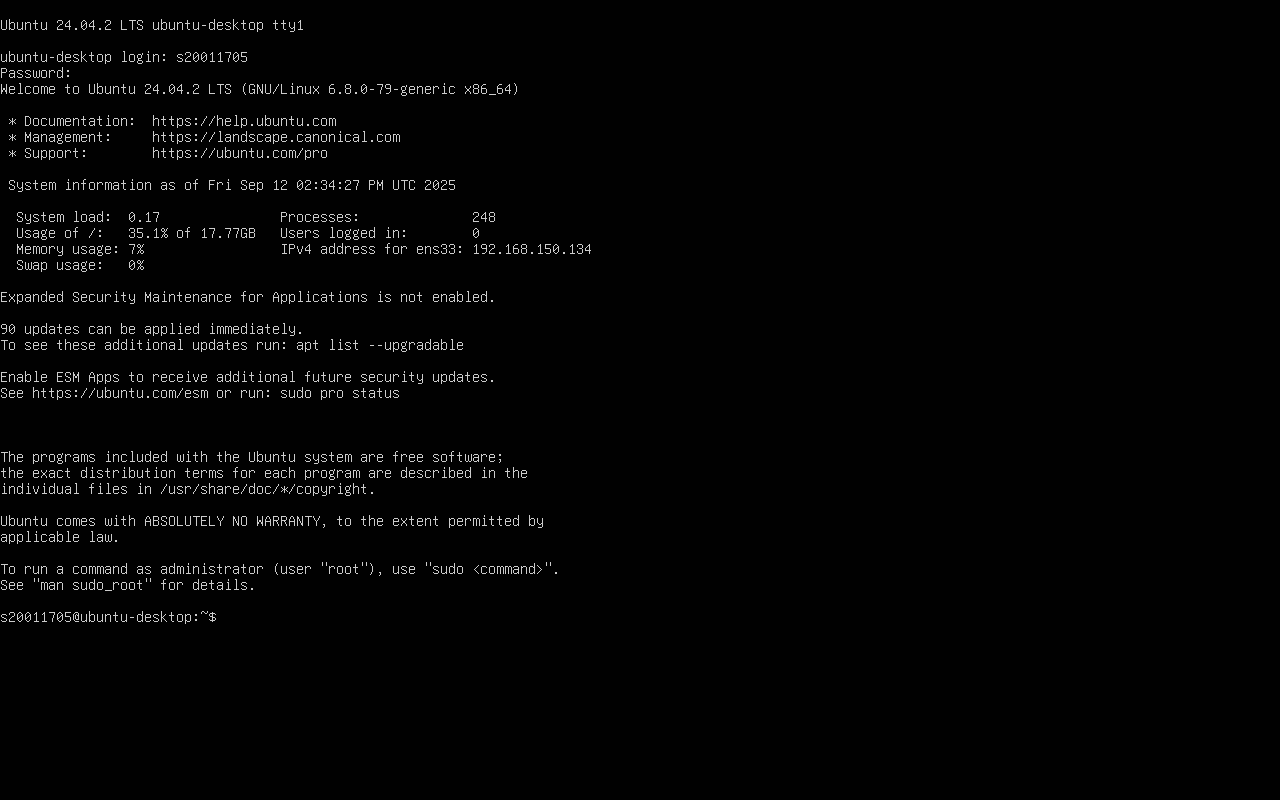 Ubuntu 24.04.2 LTS ubuntu-desktop tty1
ubuntu-desktop login: s20011705
Password:
Welcome to Ubuntu 24.04.2 LTS (GNU/Linux 6.8.0-79-generic x86_64)
* Documentation:  https://help.ubuntu.com
* Management:     https://landscape.canonical.com
* Support:        https://ubuntu.com/pro
System information as of Fri Sep 12 02:34:27 PM UTC 2025
System load:  0.17               Processes:              248
Usage of /:   35.1% of 17.77GB   Users logged in:        0
Memory usage: 7%                 IPv4 address for ens33: 192.168.150.134
Swap usage:   0%
Expanded Security Maintenance for Applications is not enabled.
90 updates can be applied immediately.
To see these additional updates run: apt list --upgradable
Enable ESM Apps to receive additional future security updates.
See https://ubuntu.com/esm or run: sudo pro status
The programs included with the Ubuntu system are free software;
the exact distribution terms for each program are described in the
individual files in /usr/share/doc/*/copyright.
Ubuntu comes with ABSOLUTELY NO WARRANTY, to the extent permitted by
applicable law.
To run a command as administrator (user "root"), use "sudo <command>".
See "man sudo_root" for details.
s20011705@ubuntu-desktop:~$